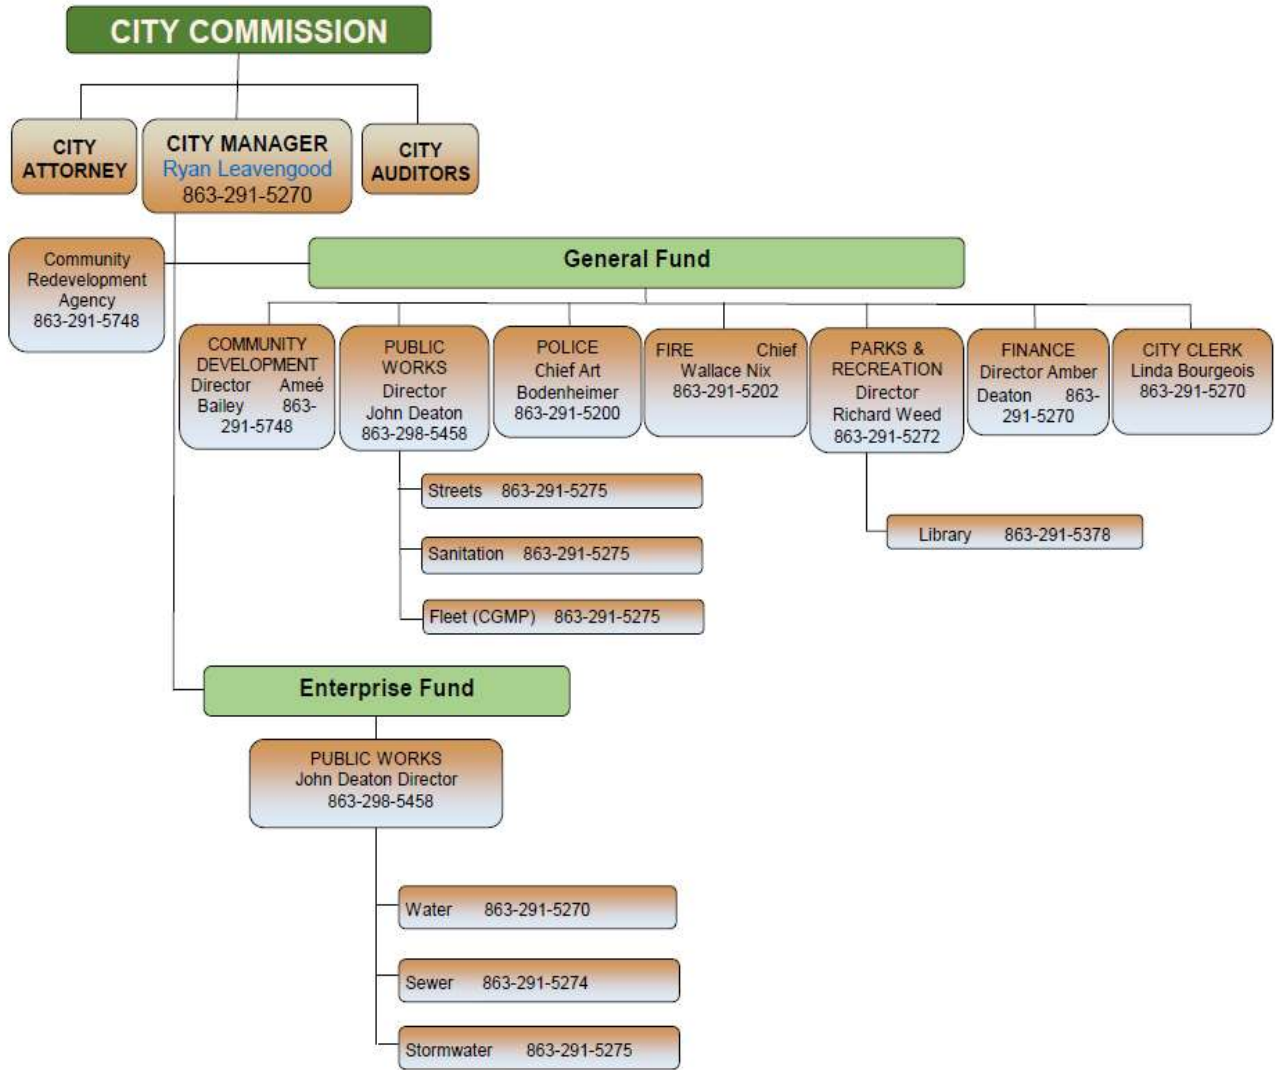 CITY COMMISSION
CITY
ATTORNEY
CITY MANAGER
Ryan Leavengood
863-291-5270
CITY
AUDITORS
Community
Redevelopment
Agency
863-291-5748
General Fund
COMMUNITY
DEVELOPMENT
Director Ameé
Bailey 863-
291-5748
PUBLIC
WORKS
Director
John Deaton
863-298-5458
POLICE
Chief Art
Bodenheimer
863-291-5200
FIRE Chief
Wallace Nix
863-291-5202
PARKS &
RECREATION
Director
Richard Weed
863-291-5272
FINANCE
Director Amber
Deaton 863-
291-5270
CITY CLERK
Linda Bourgeois
863-291-5270
Streets 863-291-5275
Sanitation 863-291-5275
Fleet (CGMP) 863-291-5275
Library 863-291-5378
Enterprise Fund
PUBLIC WORKS
John Deaton Director
863-298-5458
Water 863-291-5270
Sewer 863-291-5274
Stormwater 863-291-5275